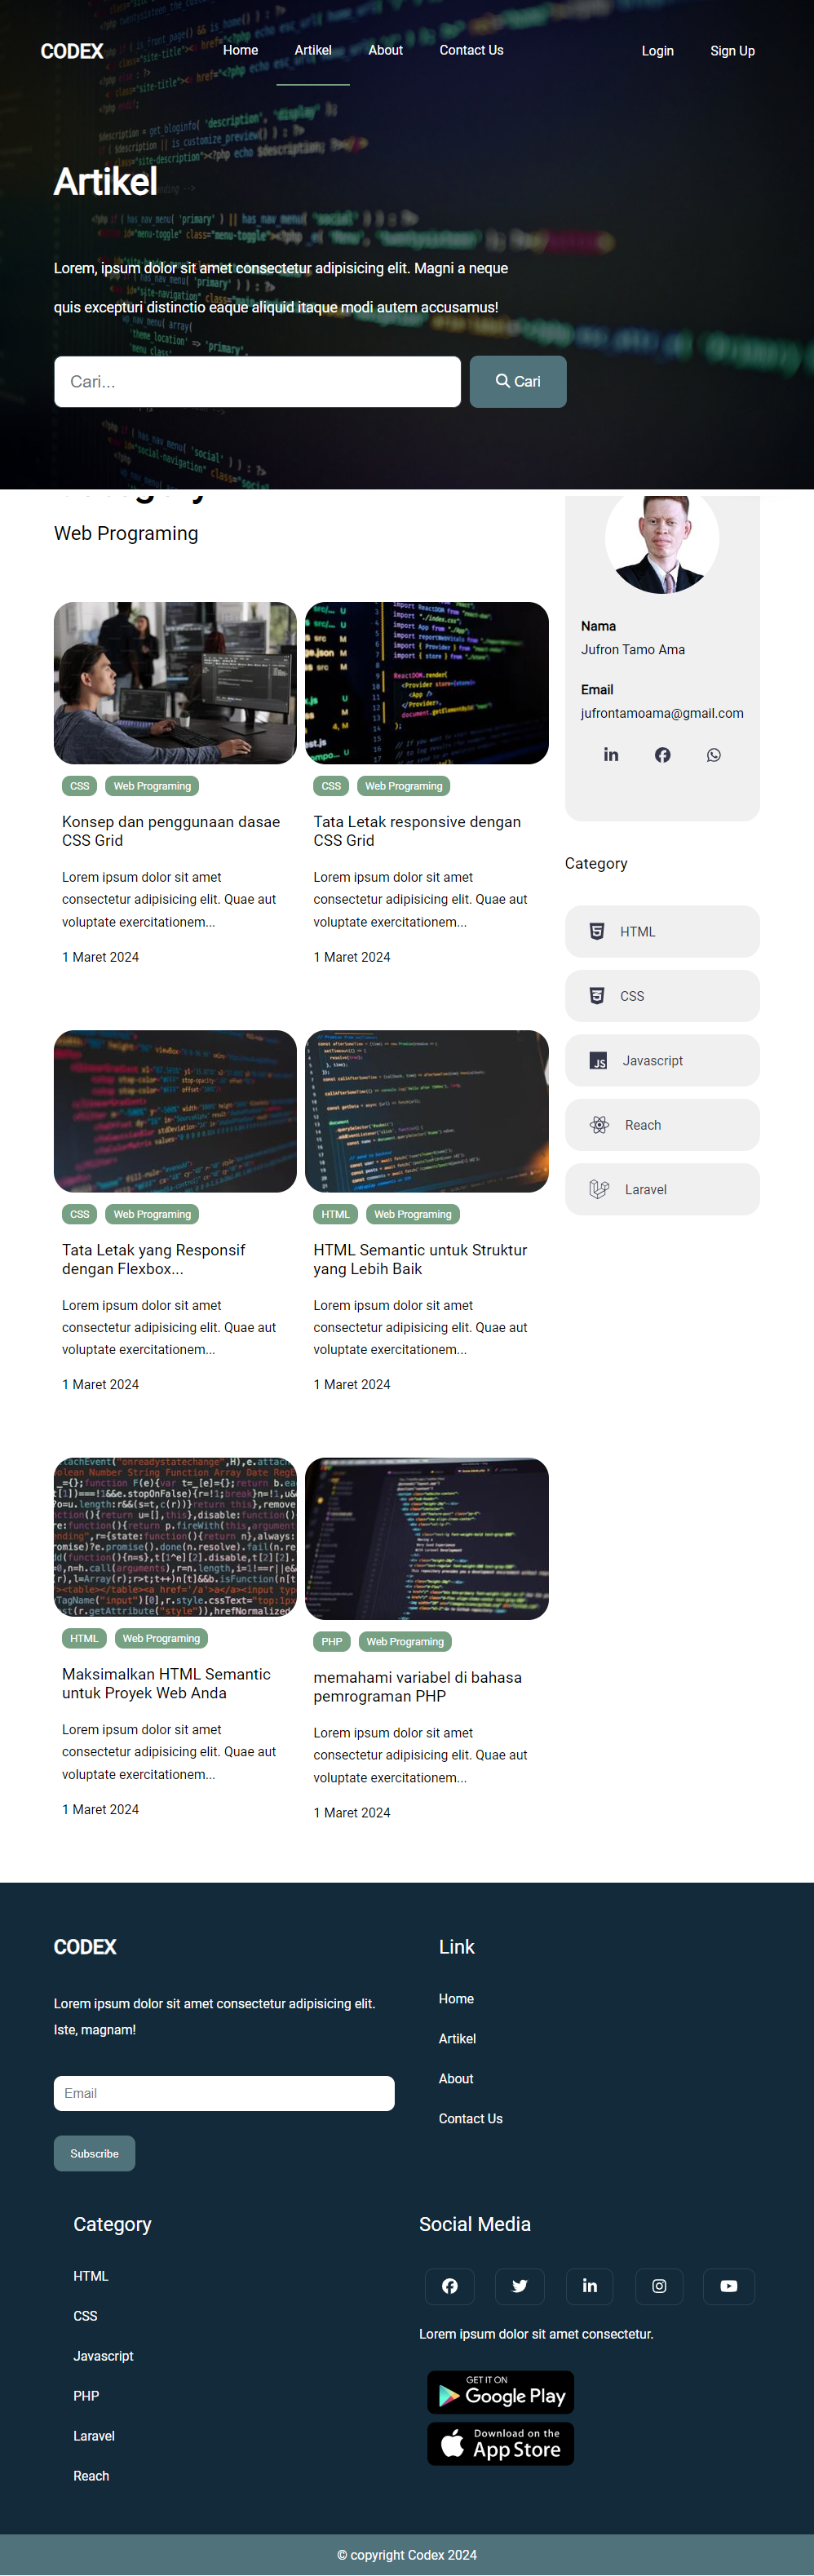 CODEX
Home
Artikel
About
Contact Us
Login
Sign Up
Artikel
Lorem, ipsum dolor sit amet consectetur adipisicing elit. Magni a neque
quis excepturi distinctio eaque aliquid itaque modi autem accusamus!
Cari...
Cari
Web Programing
CSS
Web Programing
Konsep dan penggunaan dasae
CSS Grid
Lorem ipsum dolor sit amet
consectetur adipisicing elit. Quae aut
voluptate exercitationem...
1 Maret 2024
CSS
Web Programing
Tata Letak responsive dengan
CSS Grid
Lorem ipsum dolor sit amet
consectetur adipisicing elit. Quae aut
voluptate exercitationem...
1 Maret 2024
CSS
Web Programing
Tata Letak yang Responsif
dengan Flexbox...
Lorem ipsum dolor sit amet
consectetur adipisicing elit. Quae aut
voluptate exercitationem...
1 Maret 2024
HTML
Web Programing
HTML Semantic untuk Struktur
yang Lebih Baik
Lorem ipsum dolor sit amet
consectetur adipisicing elit. Quae aut
voluptate exercitationem...
1 Maret 2024
HTML
Web Programing
Maksimalkan HTML Semantic
untuk Proyek Web Anda
Lorem ipsum dolor sit amet
consectetur adipisicing elit. Quae aut
voluptate exercitationem...
1 Maret 2024
PHP
Web Programing
memahami variabel di bahasa
pemrograman PHP
Lorem ipsum dolor sit amet
consectetur adipisicing elit. Quae aut
voluptate exercitationem...
1 Maret 2024
Nama
Jufron Tamo Ama
Email
jufrontamoama@gmail.com
Category
HTML
CSS
JS
Javascript
Reach
Laravel
CODEX
Lorem ipsum dolor sit amet consectetur adipisicing elit.
Iste, magnam!
Email
Subscribe
Link
Home
Artikel
About
Contact Us
Category
HTML
CSS
Javascript
PHP
Laravel
Reach
Social Media
Lorem ipsum dolor sit amet consectetur.
GET IT ON
Google Play
Download on the
App Store
© copyright Codex 2024